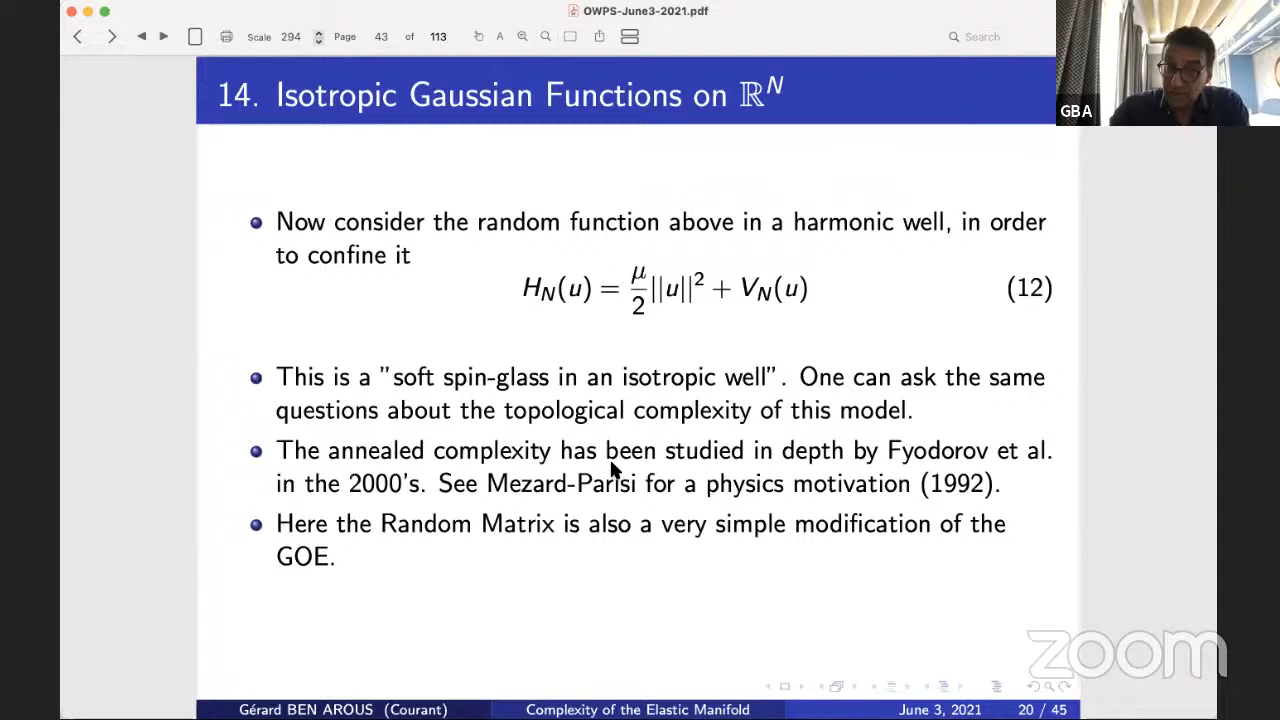 OWPS-June3-2021.pdf
Scale 294 Page 43 of 113 Search
14. Isotropic Gaussian Functions on ℝ^N
GBA
Now consider the random function above in a harmonic well, in order
to confine it
H_N(u) = μ/2 ||u||² + V_N(u) (12)
This is a ”soft spin-glass in an isotropic well”. One can ask the same
questions about the topological complexity of this model.
The annealed complexity has been studied in depth by Fyodorov et al.
in the 2000's. See Mezard-Parisi for a physics motivation (1992).
Here the Random Matrix is also a very simple modification of the
GOE.
zoom
Gérard BEN AROUS (Courant) Complexity of the Elastic Manifold June 3, 2021 20 / 45